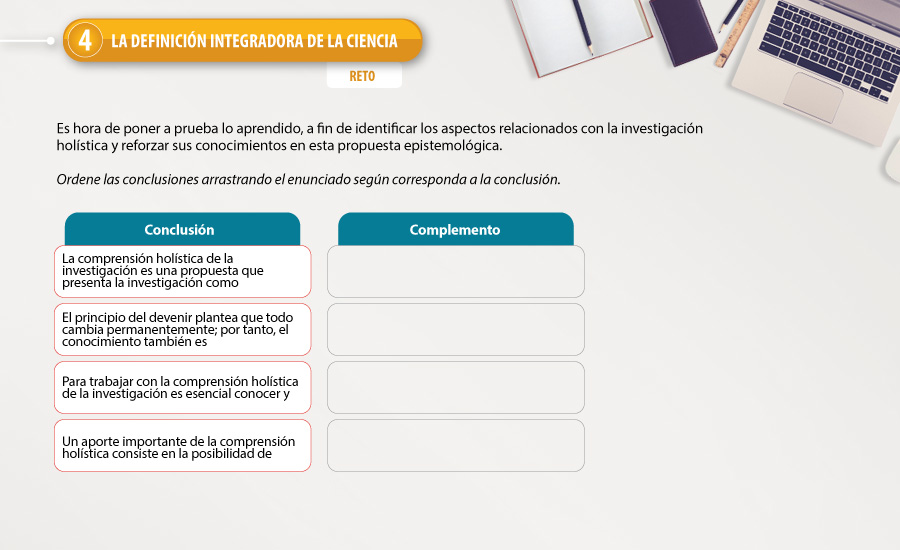 4 LA DEFINICIÓN INTEGRADORA DE LA CIENCIA
RETO
Es hora de poner a prueba lo aprendido, a fin de identificar los aspectos relacionados con la investigación
holística y reforzar sus conocimientos en esta propuesta epistemológica.
Ordene las conclusiones arrastrando el enunciado según corresponda a la conclusión.
Conclusión
Complemento
La comprensión holística de la
investigación es una propuesta que
presenta la investigación como
El principio del devenir plantea que todo
cambia permanentemente; por tanto, el
conocimiento también es
Para trabajar con la comprensión holística
de la investigación es esencial conocer y
Un aporte importante de la comprensión
holística consiste en la posibilidad de